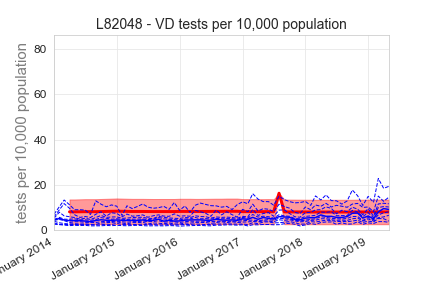 L82048 - VD tests per 10,000 population
tests per 10,000 population
80
60
40
20
0
2014
January 2015
January 2016
January 2017
January 2018
January 2019